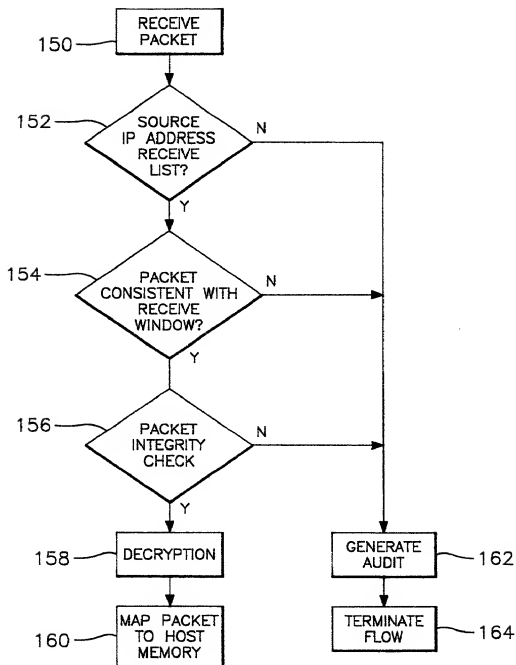 RECEIVE
PACKET
150
152
SOURCE
IP ADDRESS
RECEIVE
LIST?
N
Y
154
PACKET
CONSISTENT WITH
RECEIVE
WINDOW?
N
Y
156
PACKET
INTEGRITY
CHECK
N
Y
158
DECRYPTION
GENERATE
AUDIT
162
MAP PACKET
TO HOST
MEMORY
160
TERMINATE
FLOW
164